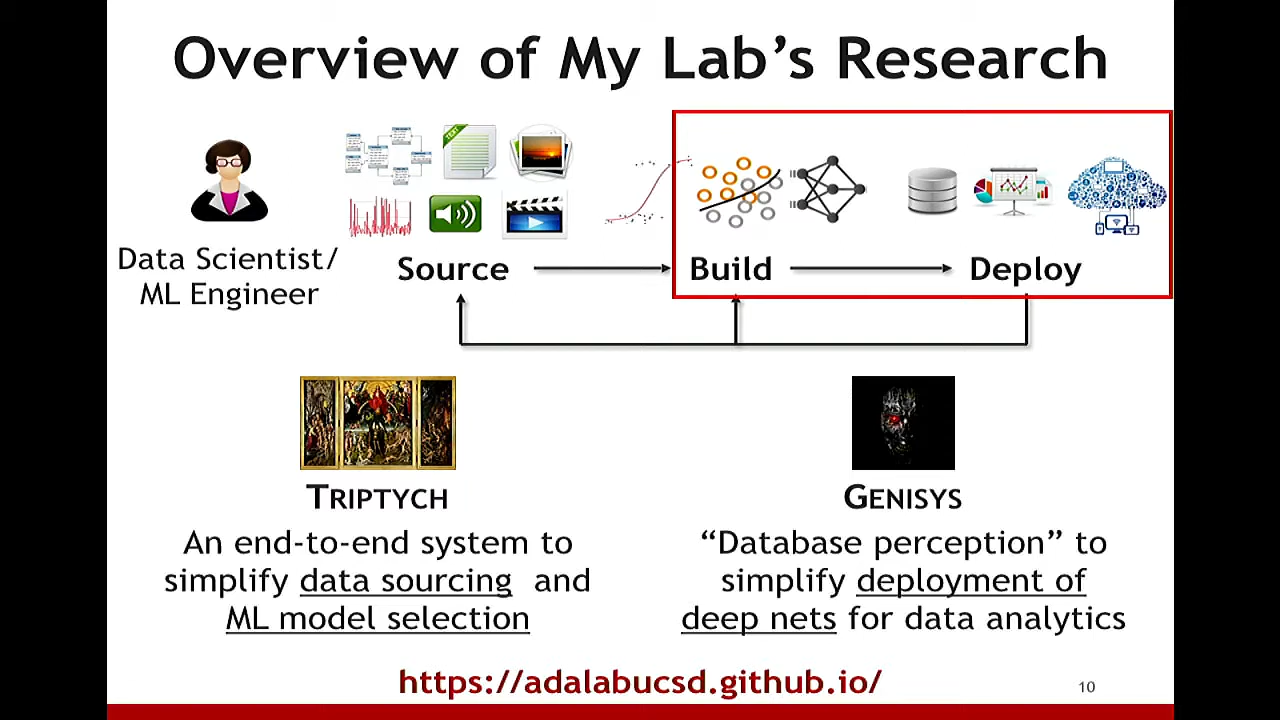 Overview of My Lab’s Research
TEXT
Data Scientist/
ML Engineer
Source
Build
Deploy
TRIPTYCH
An end-to-end system to
simplify data sourcing and
ML model selection
GENISYS
“Database perception” to
simplify deployment of
deep nets for data analytics
https://adalabucsd.github.io/
10